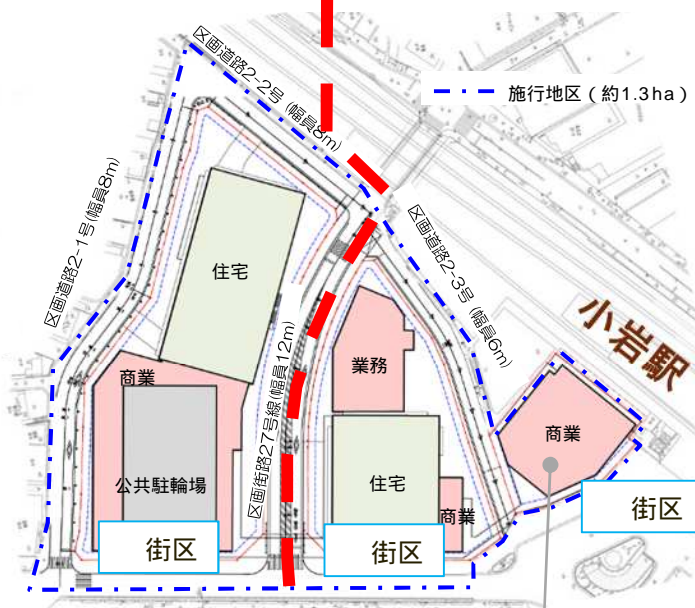 区画道路2-2号 (幅員8m)
施行地区（約1.3ha）
区画道路2-1号(幅員8m)
区画道路2-3号 (幅員6m)
小岩駅
住宅
区画街路27号線(幅員12m)
業務
商業
商業
公共駐輪場
住宅
商業
街区
街区
街区